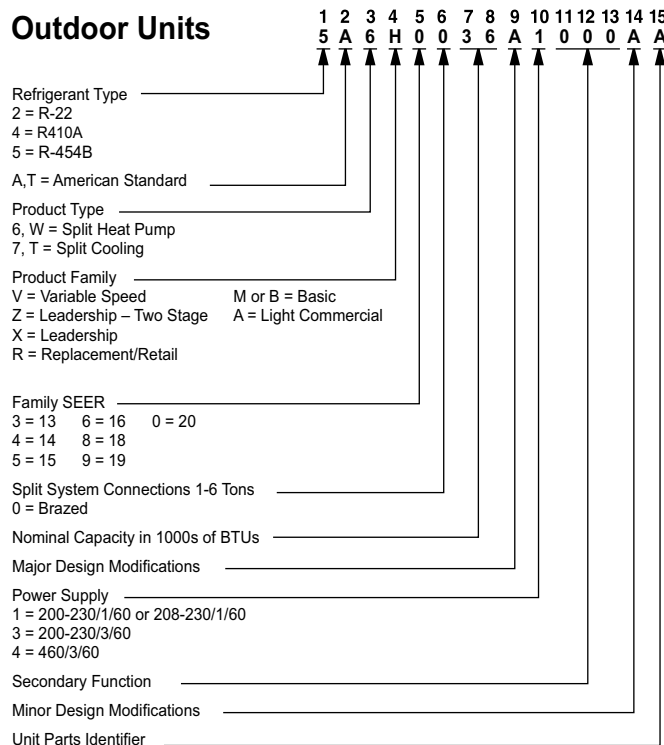 Outdoor Units
1 2 3 4 5 6 7 8 9 10 11 12 13 14 15
5 A 6 H 0 0 3 6 A 1 0 0 0 A A
Refrigerant Type
2 = R-22
4 = R410A
5 = R-454B
A,T = American Standard
Product Type
6, W = Split Heat Pump
7, T = Split Cooling
Product Family
V = Variable Speed M or B = Basic
Z = Leadership – Two Stage A = Light Commercial
X = Leadership
R = Replacement/Retail
Family SEER
3 = 13 6 = 16 0 = 20
4 = 14 8 = 18
5 = 15 9 = 19
Split System Connections 1-6 Tons
0 = Brazed
Nominal Capacity in 1000s of BTUs
Major Design Modifications
Power Supply
1 = 200-230/1/60 or 208-230/1/60
3 = 200-230/3/60
4 = 460/3/60
Secondary Function
Minor Design Modifications
Unit Parts Identifier